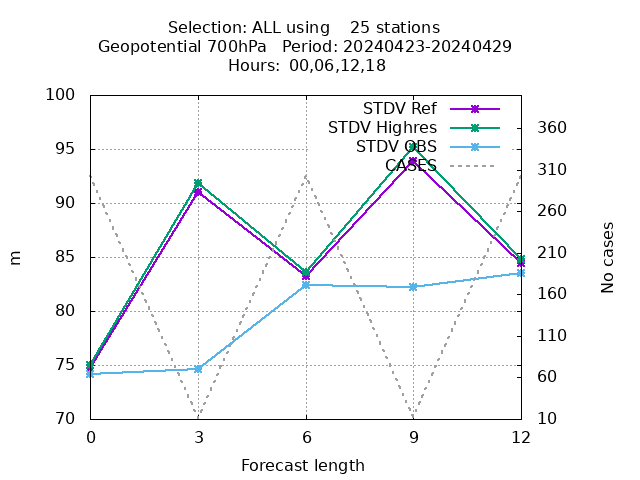 Selection: ALL using    25 stations
Geopotential 700hPa   Period: 20240423-20240429
Hours: 00,06,12,18
STDV Ref
STDV Highres
STDV OBS
CASES
100
95
90
85
80
75
70
m
360
310
260
210
160
110
60
10
No cases
0
3
6
9
12
Forecast length